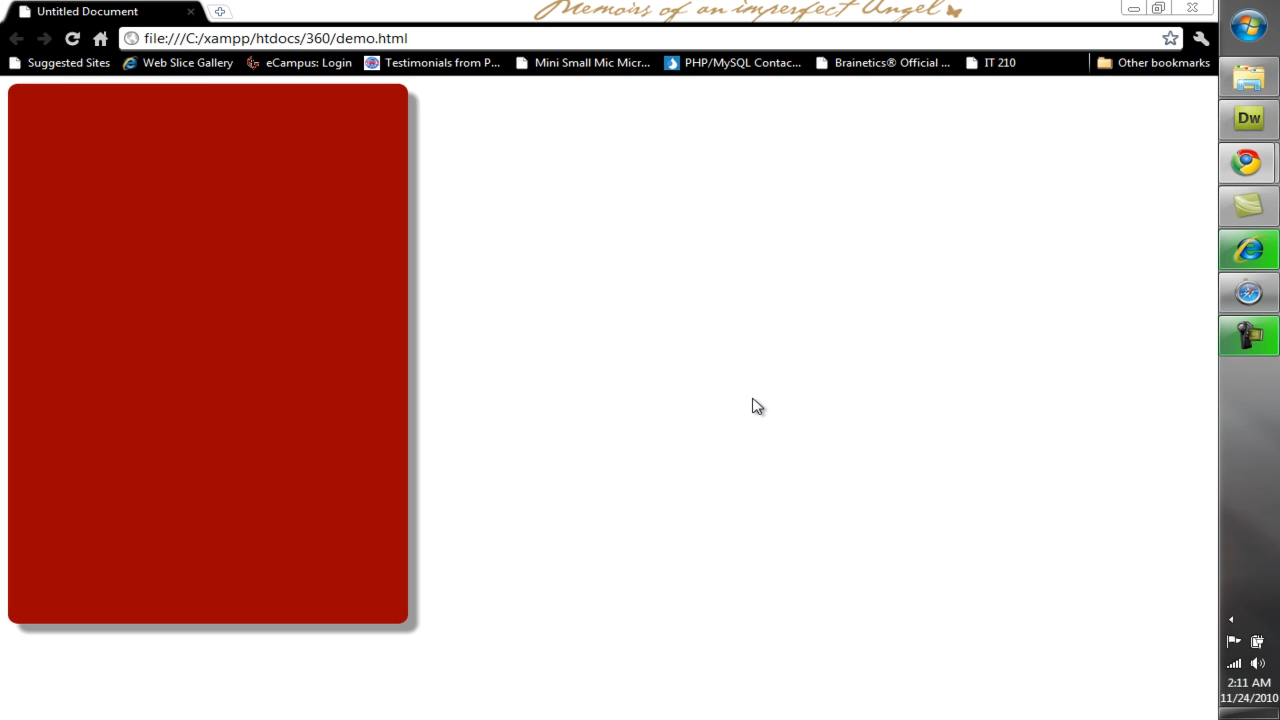 Untitled Document
Memoirs of an imperfect Angel
file:///C:/xampp/htdocs/360/demo.html
Suggested Sites
Web Slice Gallery
eCampus: Login
Testimonials from P...
Mini Small Mic Micr...
PHP/MySQL Contac...
Brainetics® Official ...
IT 210
Other bookmarks
Dw
2:11 AM
11/24/2010